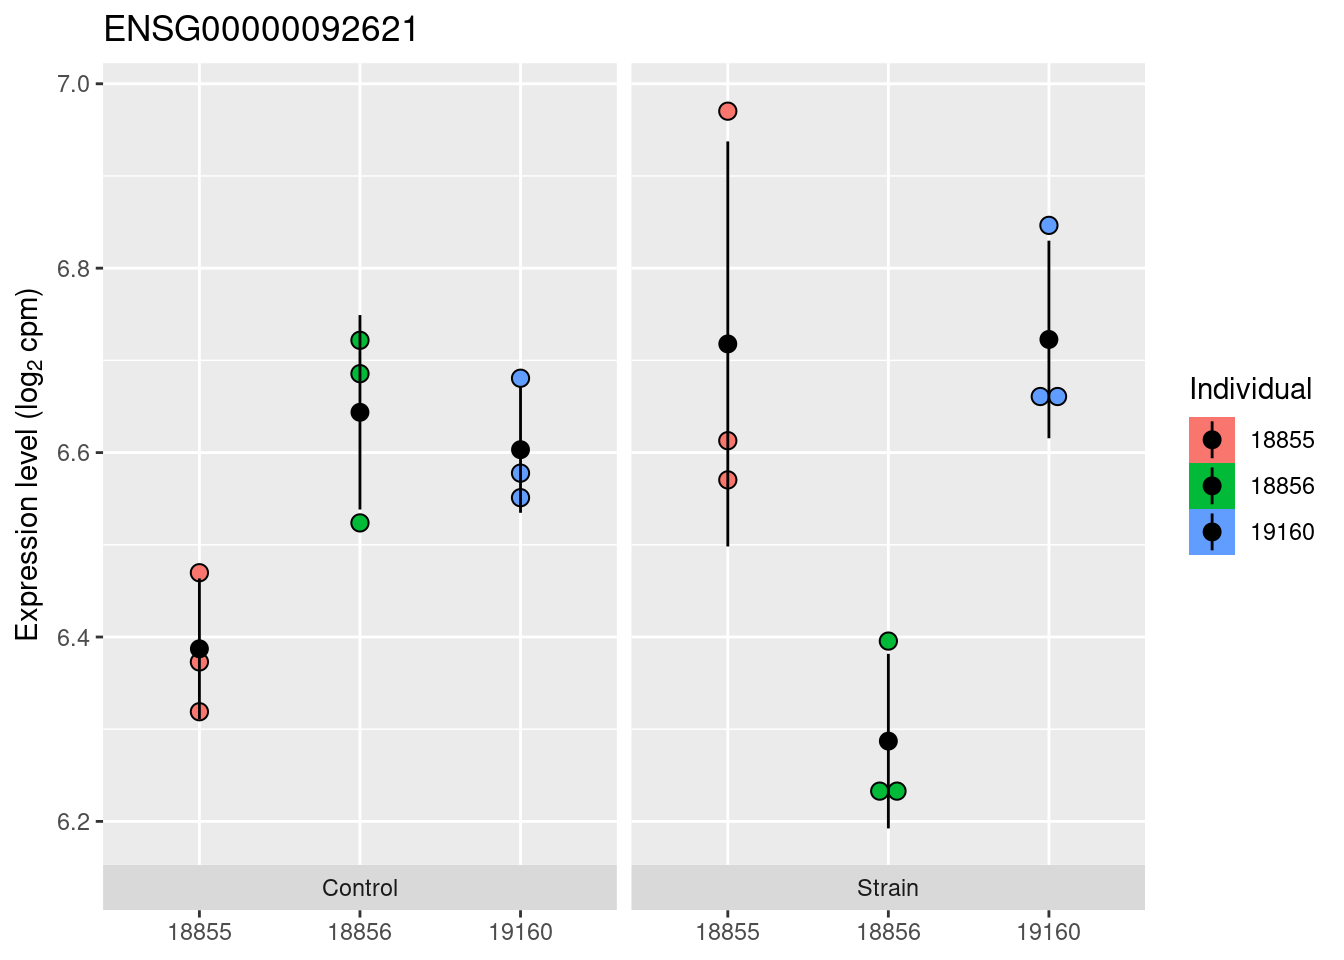 ENSG00000092621
Expression level (log₂ cpm)
7.0
6.8
6.6
6.4
6.2
Control
Strain
18855
18856
19160
18855
18856
19160
Individual
18855
18856
19160